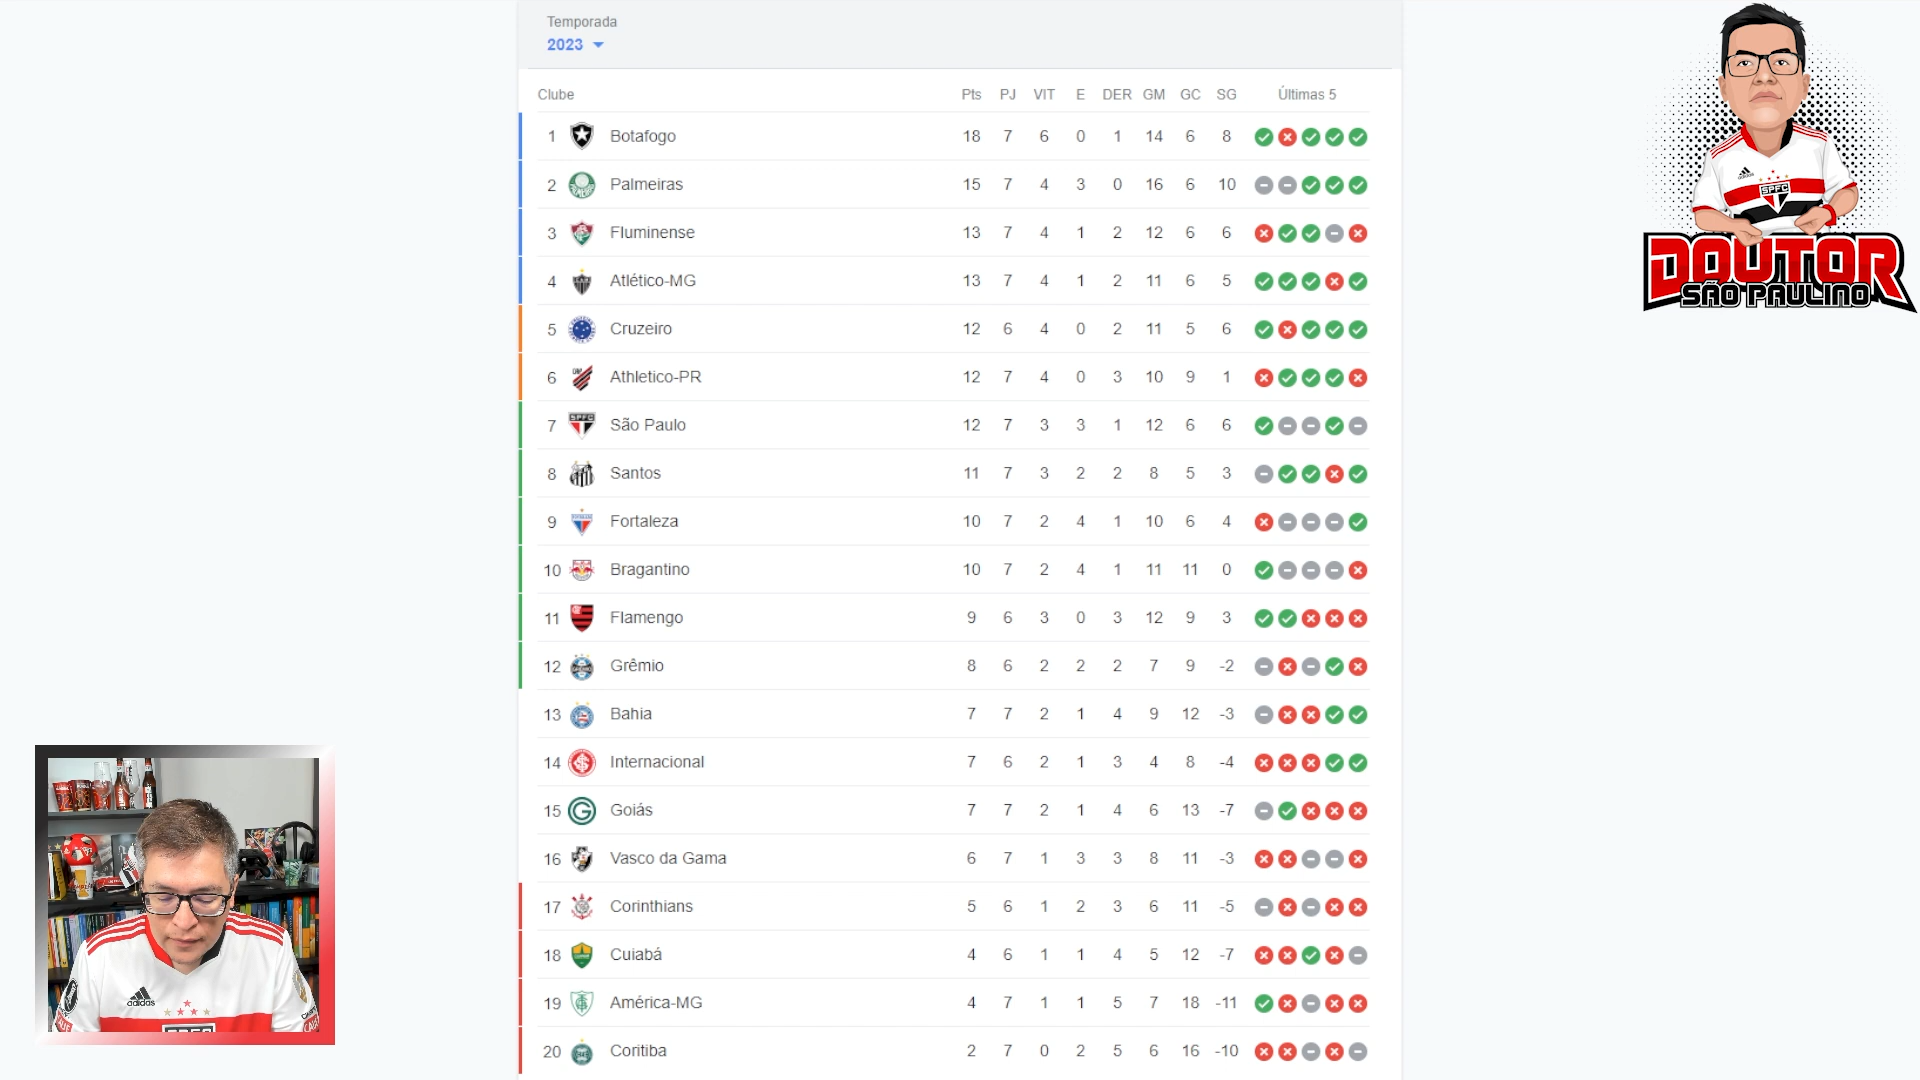 Temporada
2023
Clube Pts PJ VIT E DER GM GC SG Últimas 5
1 Botafogo 18 7 6 0 1 14 6 8
2 Palmeiras 15 7 4 3 0 16 6 10
3 Fluminense 13 7 4 1 2 12 6 6
4 Atlético-MG 13 7 4 1 2 11 6 5
5 Cruzeiro 12 6 4 0 2 11 5 6
6 Athletico-PR 12 7 4 0 3 10 9 1
7 São Paulo 12 7 3 3 1 12 6 6
8 Santos 11 7 3 2 2 8 5 3
9 Fortaleza 10 7 2 4 1 10 6 4
10 Bragantino 10 7 2 4 1 11 11 0
11 Flamengo 9 6 3 0 3 12 9 3
12 Grêmio 8 6 2 2 2 7 9 -2
13 Bahia 7 7 2 1 4 9 12 -3
14 Internacional 7 6 2 1 3 4 8 -4
15 Goiás 7 7 2 1 4 6 13 -7
16 Vasco da Gama 6 7 1 3 3 8 11 -3
17 Corinthians 5 6 1 2 3 6 11 -5
18 Cuiabá 4 6 1 1 4 5 12 -7
19 América-MG 4 7 1 1 5 7 18 -11
20 Coritiba 2 7 0 2 5 6 16 -10
SPFC
DOUTOR
SÃO PAULINO
adidas